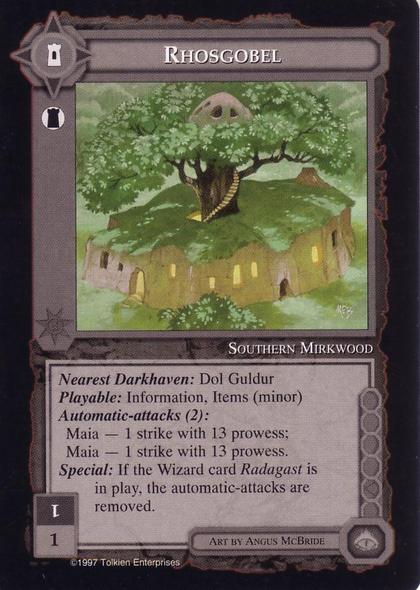 RHOSGOBEL
MCB
SOUTHERN MIRKWOOD
Nearest Darkhaven: Dol Guldur
Playable: Information, Items (minor)
Automatic-attacks (2):
Maia — 1 strike with 13 prowess;
Maia — 1 strike with 13 prowess.
Special: If the Wizard card Radagast is
in play, the automatic-attacks are
removed.
1
1
ART BY ANGUS MCBRIDE
©1997 Tolkien Enterprises